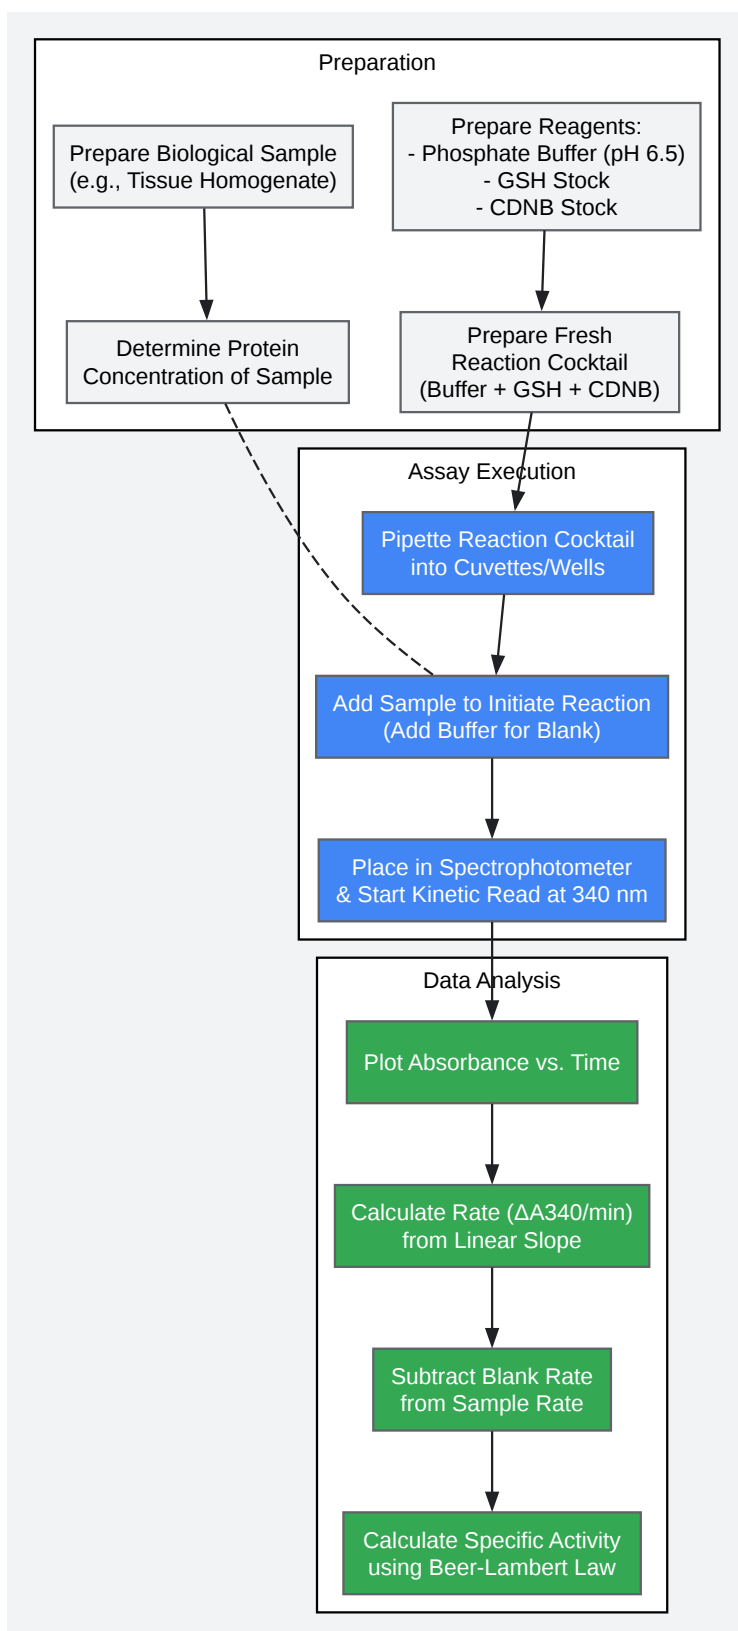 Preparation
Prepare Biological Sample
(e.g., Tissue Homogenate)
Prepare Reagents:
- Phosphate Buffer (pH 6.5)
- GSH Stock
- CDNB Stock
Determine Protein
Concentration of Sample
Prepare Fresh
Reaction Cocktail
(Buffer + GSH + CDNB)
Assay Execution
Pipette Reaction Cocktail
into Cuvettes/Wells
Add Sample to Initiate Reaction
(Add Buffer for Blank)
Place in Spectrophotometer
& Start Kinetic Read at 340 nm
Data Analysis
Plot Absorbance vs. Time
Calculate Rate (ΔA340/min)
from Linear Slope
Subtract Blank Rate
from Sample Rate
Calculate Specific Activity
using Beer-Lambert Law